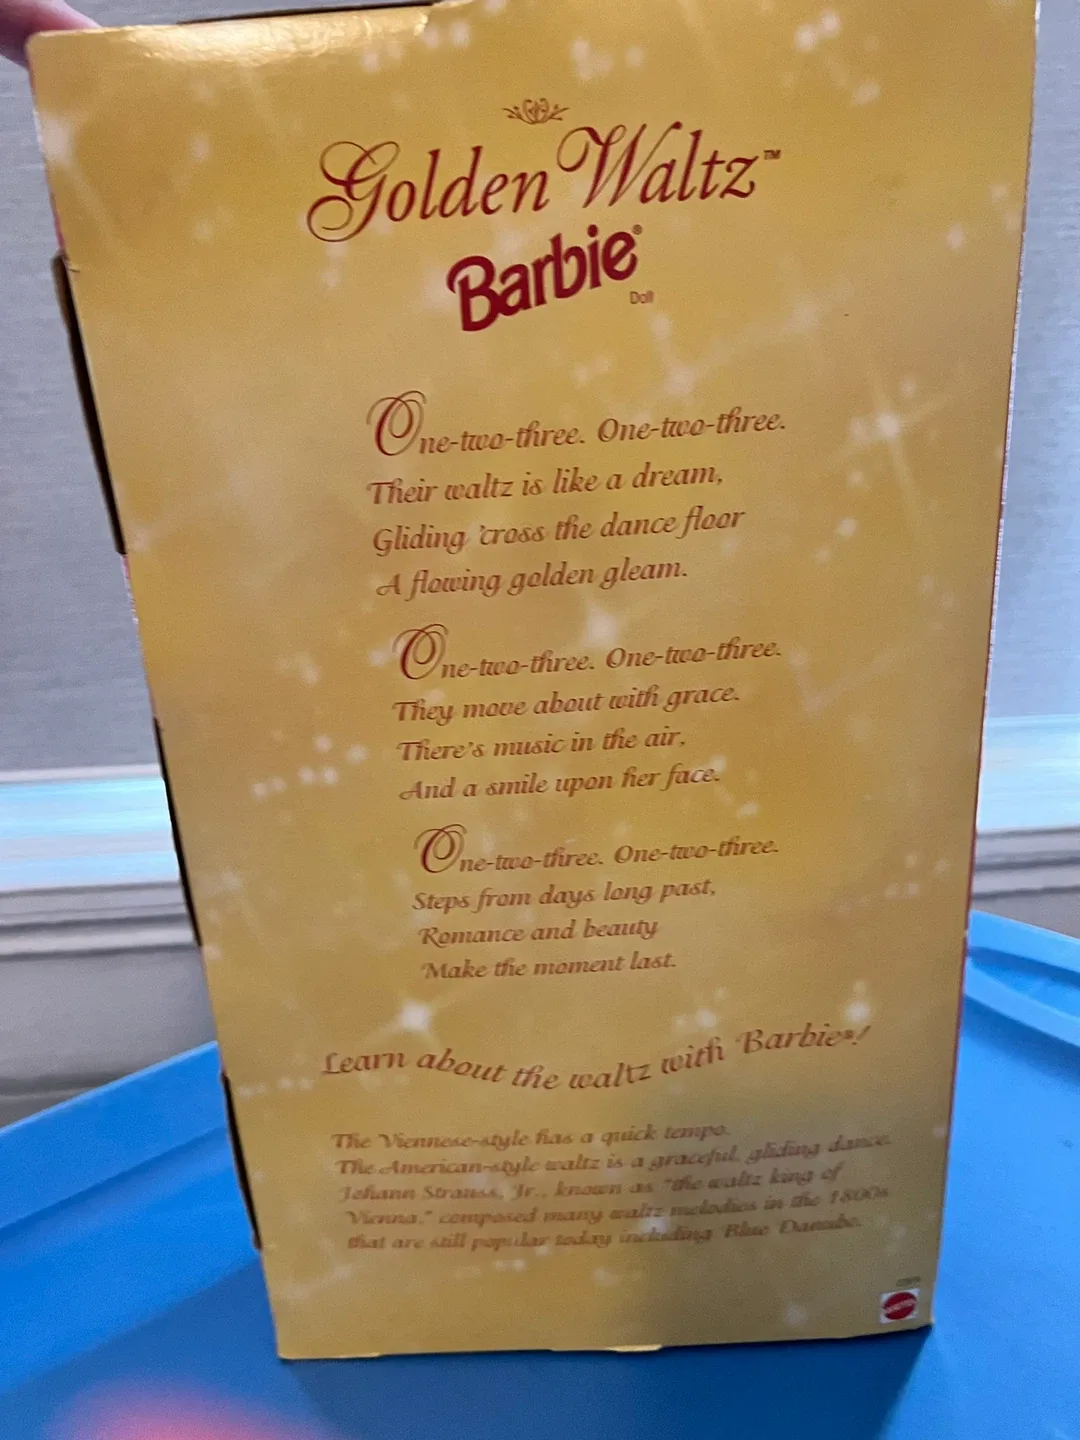 Golden Waltz™
Barbie®
Doll
One-two-three. One-two-three.
Their waltz is like a dream,
Gliding 'cross the dance floor
A flowing golden gleam.
One-two-three. One-two-three.
They move about with grace.
There's music in the air,
And a smile upon her face.
One-two-three. One-two-three.
Steps from days long past,
Romance and beauty
Make the moment last.
Learn about the waltz with Barbie®!
The Viennese-style has a quick tempo.
The American-style waltz is a graceful, gliding dance.
Johann Strauss, Jr., known as "the waltz king of
Vienna," composed many waltz melodies in the 1800s
that are still popular today including Blue Danube.
MATTEL